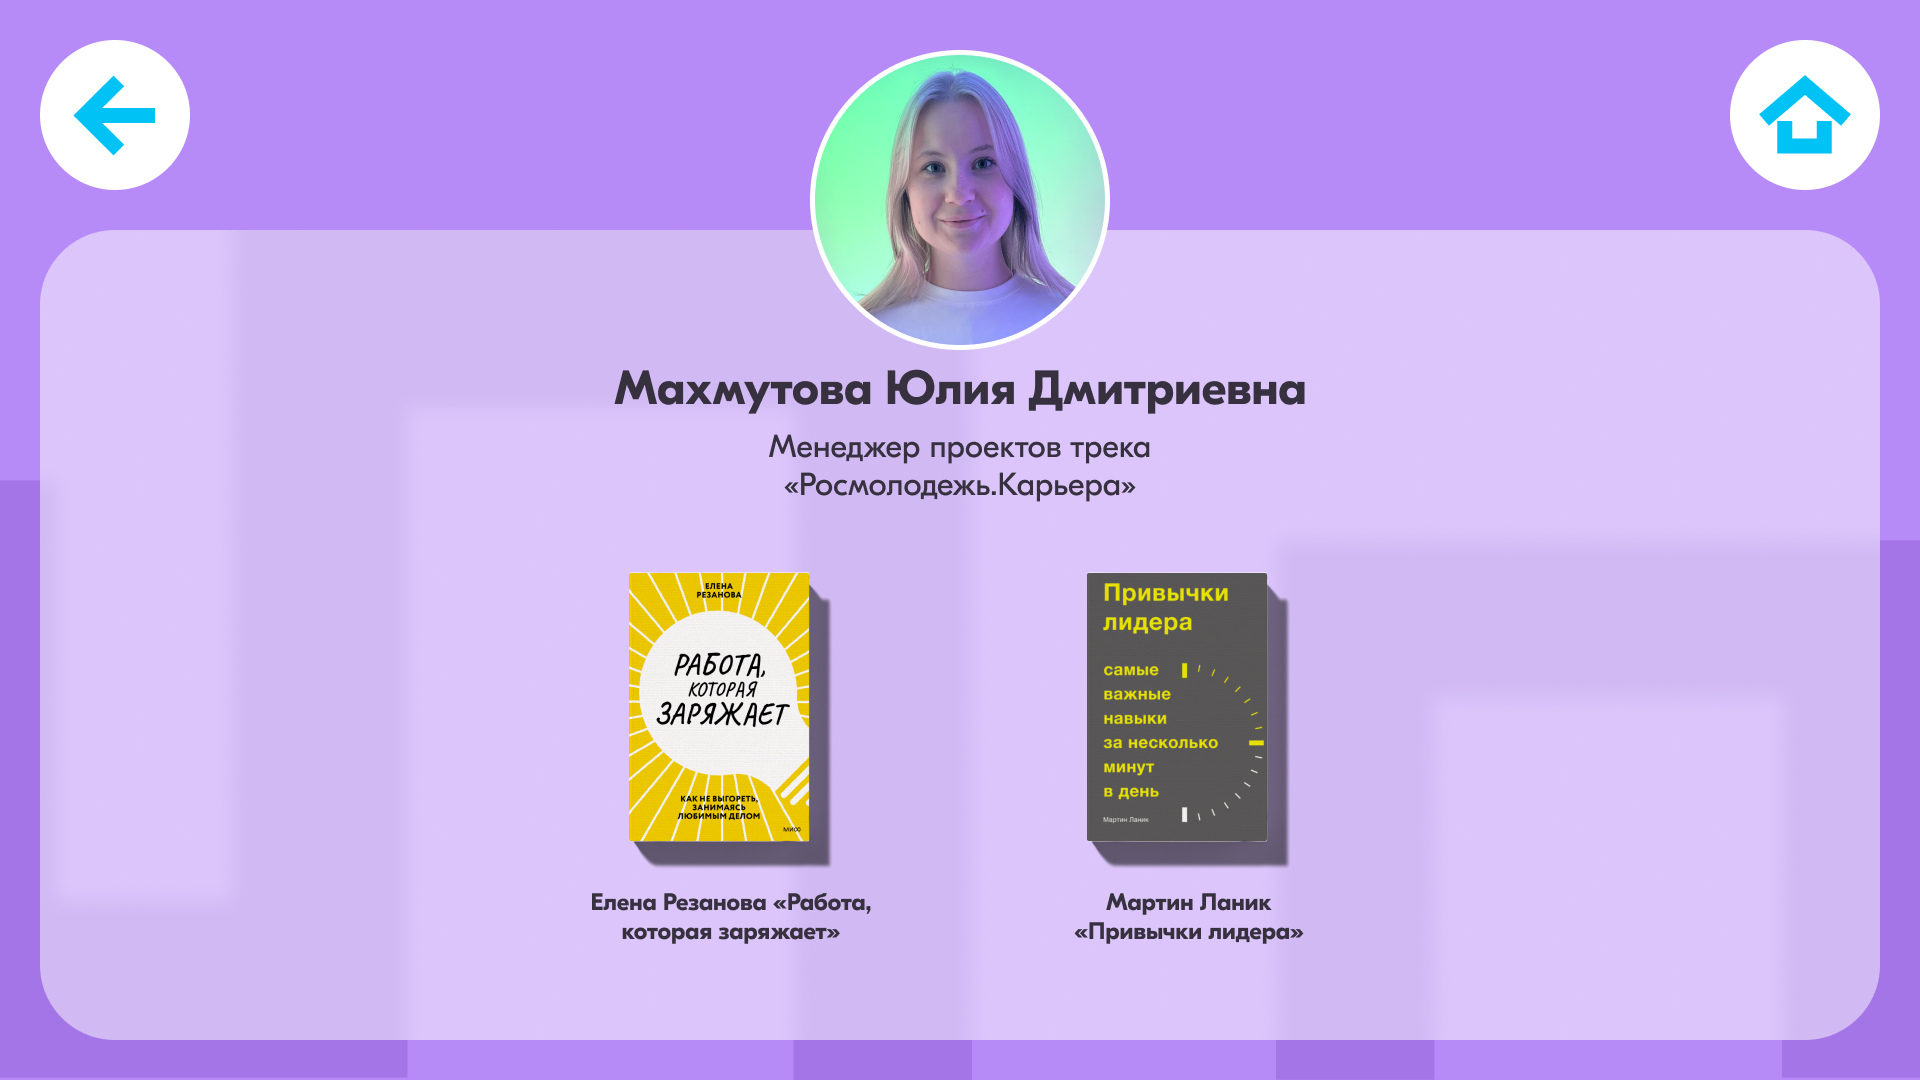 Махмутова Юлия Дмитриевна
Менеджер проектов трека
«Росмолодежь.Карьера»
ЕЛЕНА
РЕЗАНОВА
РАБОТА,
КОТОРАЯ
ЗАРЯЖАЕТ
КАК НЕ ВЫГОРЕТЬ,
ЗАНИМАЯСЬ
ЛЮБИМЫМ ДЕЛОМ
МИФ
Привычки
лидера
самые
важные
навыки
за несколько
минут
в день
Мартин Ланик
Елена Резанова «Работа,
которая заряжает»
Мартин Ланик
«Привычки лидера»